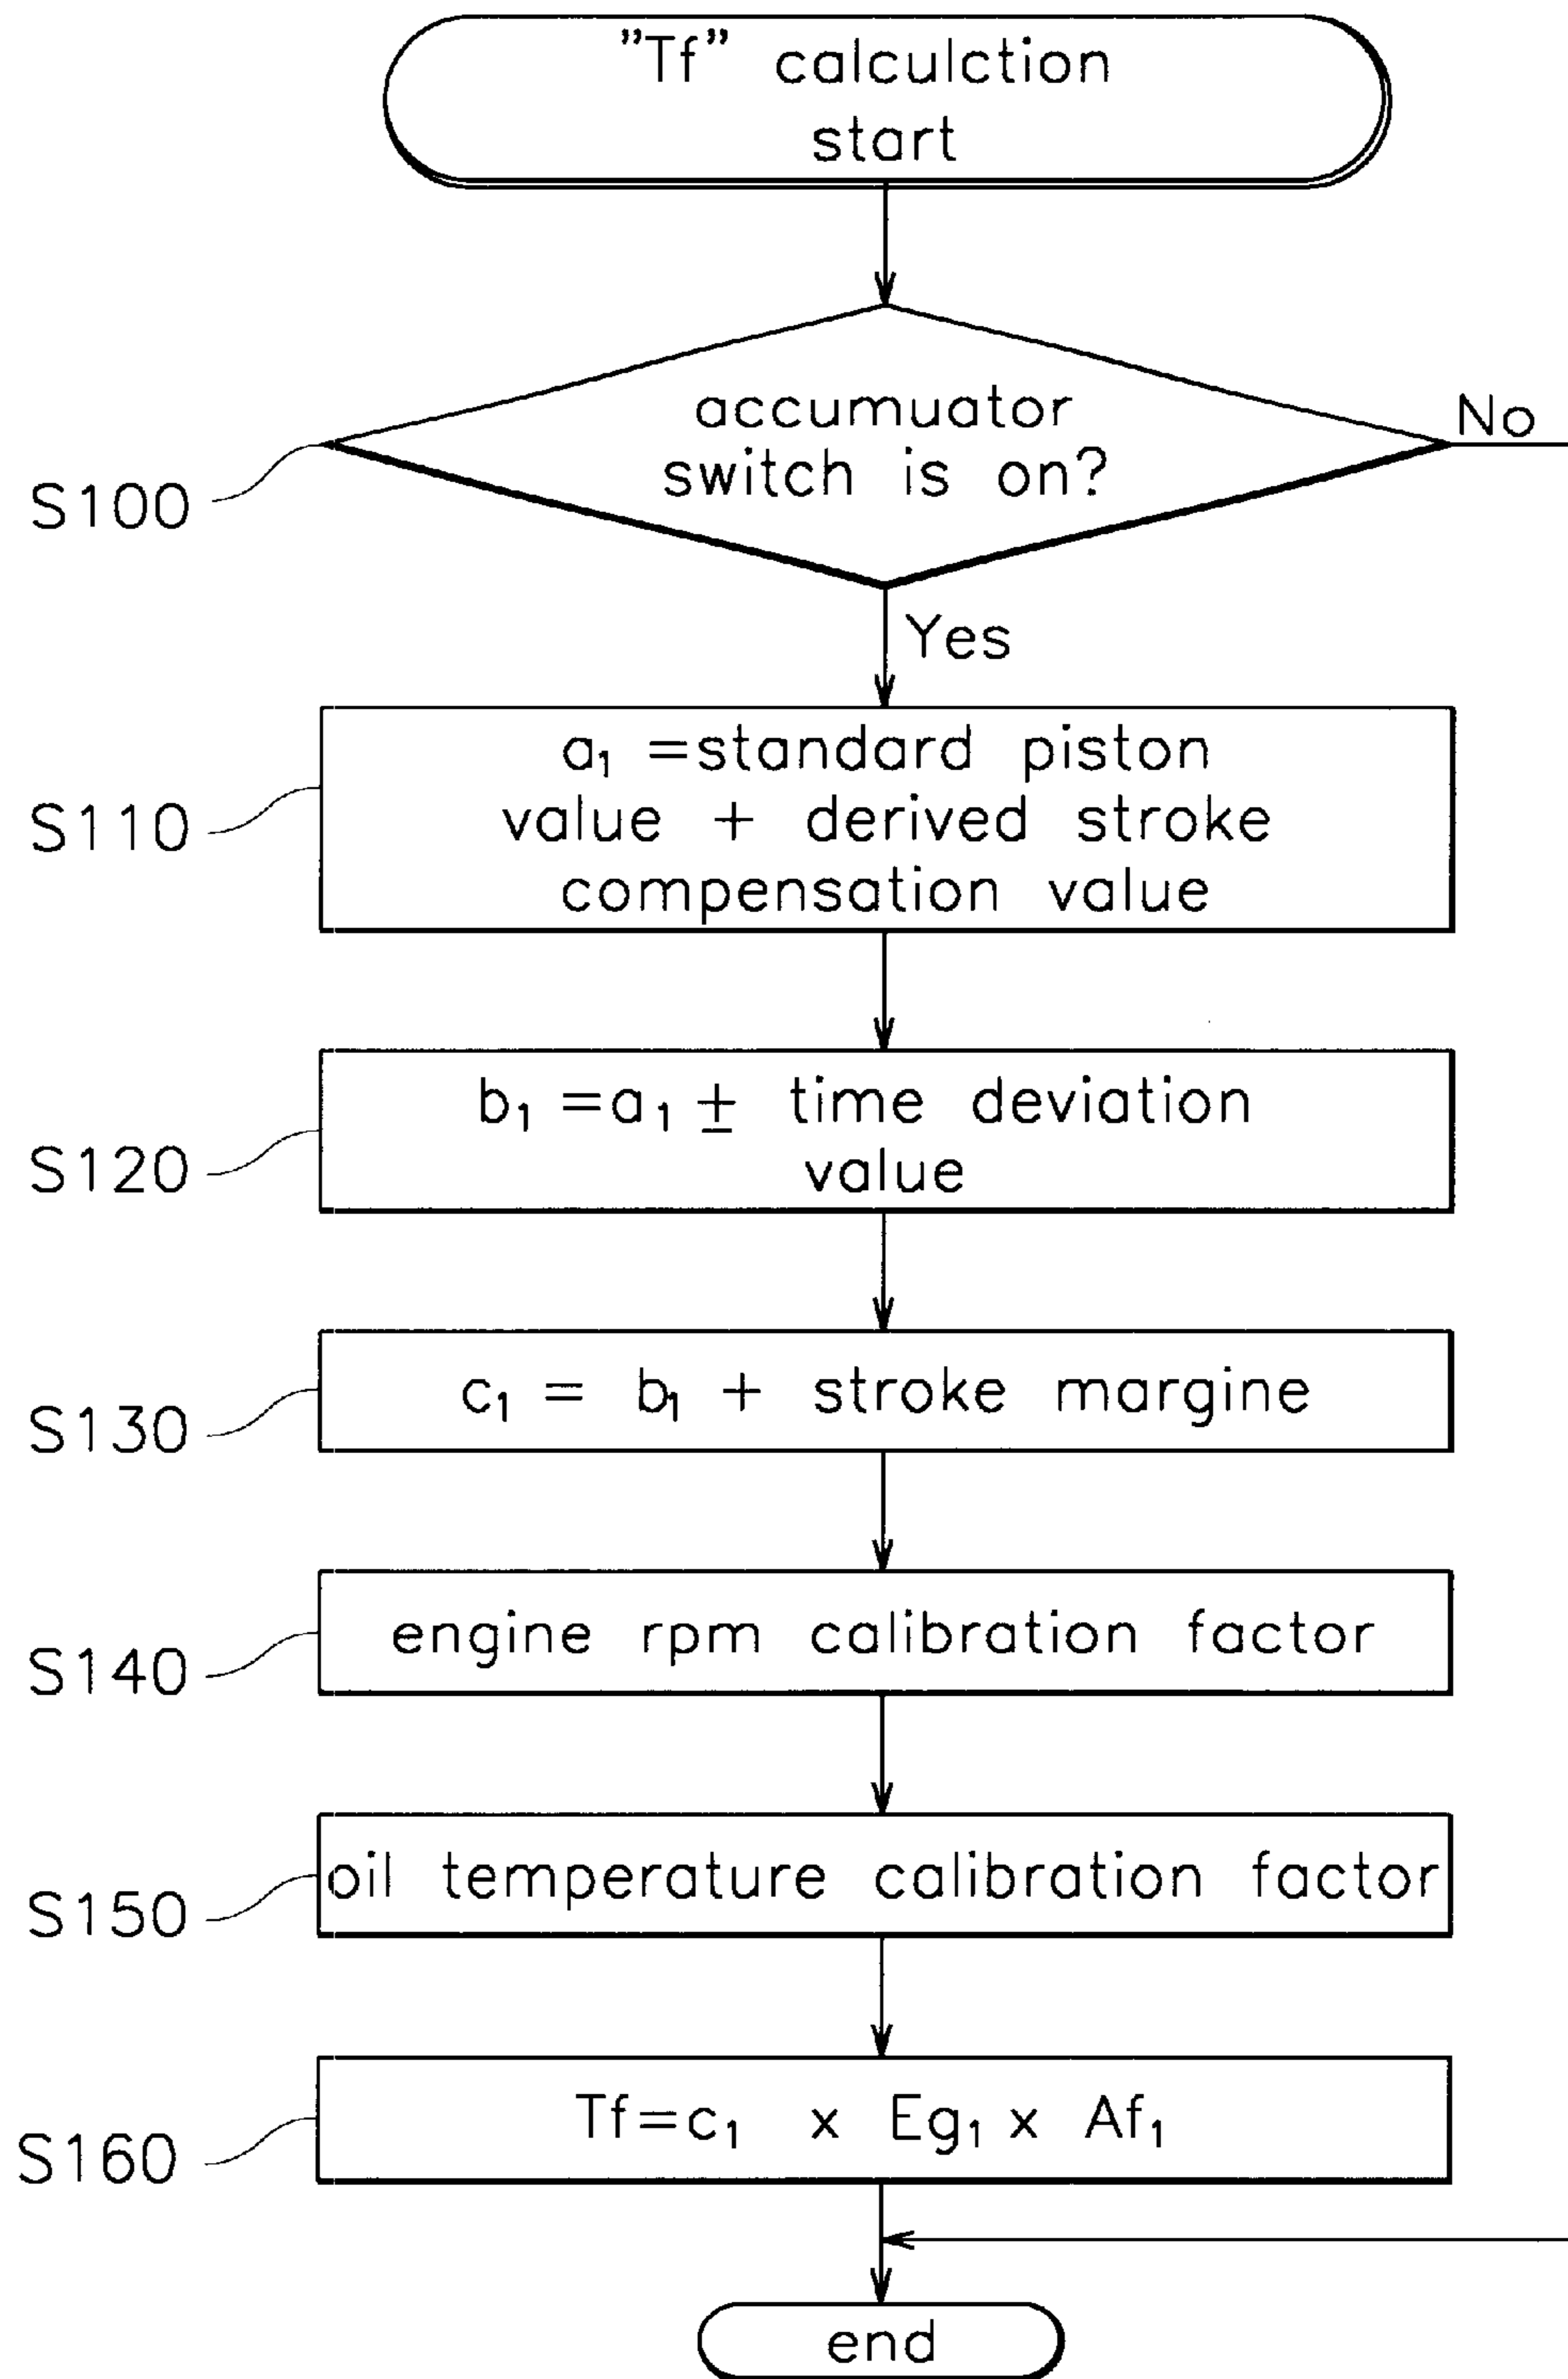 "Tf" calculction
start
accumuator
switch is on?
No
S100
Yes
a₁ =standard piston
value + derived stroke
compensation value
S110
b₁ =a₁ ± time deviation
value
S120
c₁ = b₁ + stroke margine
S130
engine rpm calibration factor
S140
oil temperature calibration factor
S150
Tf=c₁ x Eg₁ x Af₁
S160
end